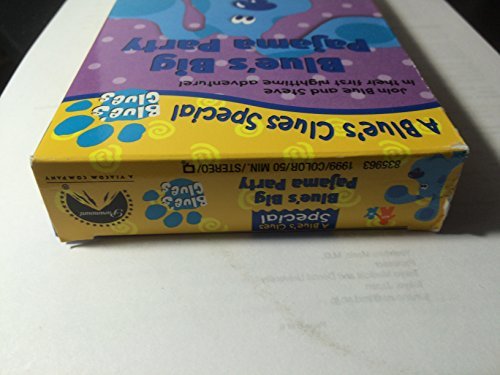 A Blue's Clues
Special
Blue's Big
Pajama Party
835963 1999/COLOR/50 MIN./STEREO/
Blue's
Clues
Paramount
A VIACOM COMPANY
A Blue's Clues Special
Blue's
Clues
Join Blue and Steve
in their first nighttime adventure!
Blue's Big
Pajama Party